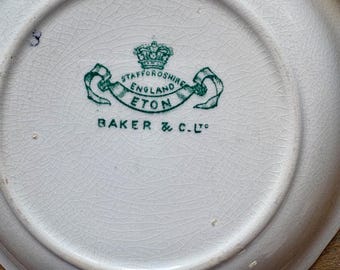 STAFFORDSHIRE
ENGLAND
ETON
BAKER & C. LTD